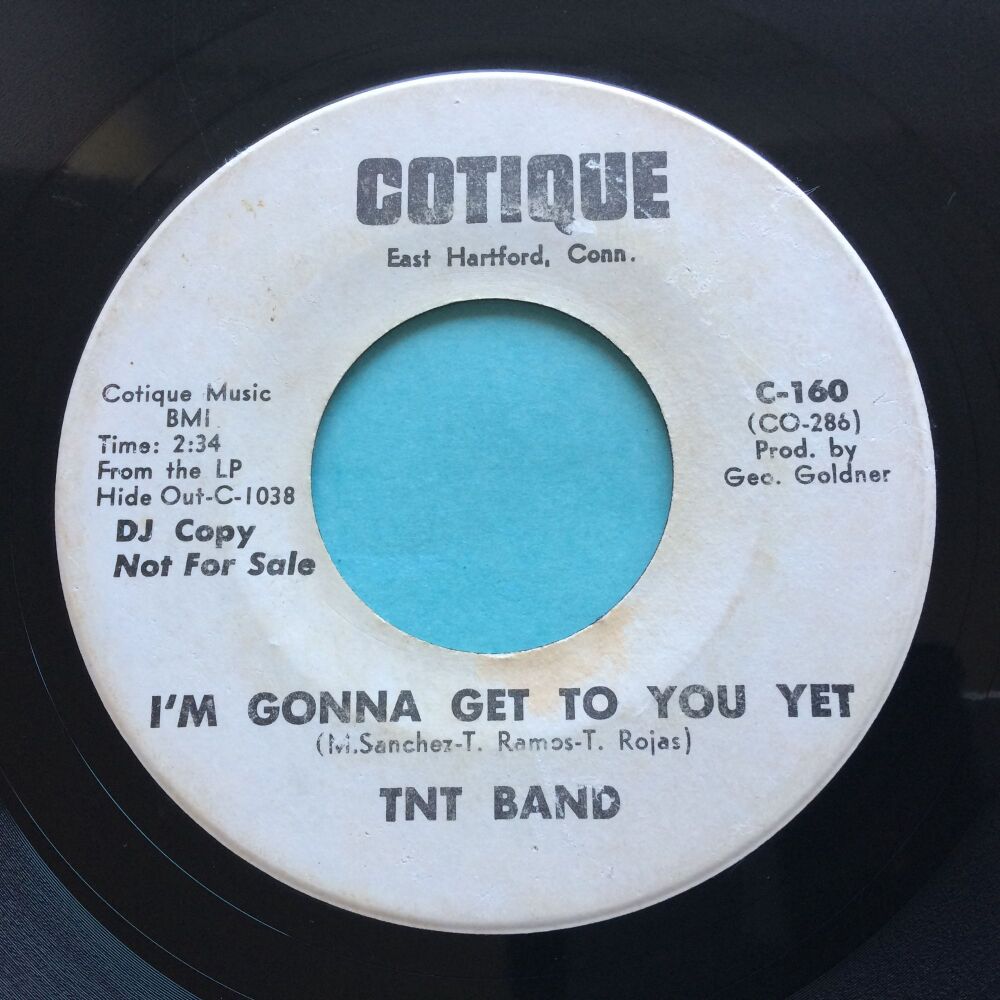 COTIQUE
East Hartford, Conn.
Cotique Music
BMI
Time: 2:34
From the LP
Hide Out-C-1038
DJ Copy
Not For Sale
C-160
(CO-286)
Prod. by
Geo. Goldner
I'M GONNA GET TO YOU YET
(M.Sanchez-T. Ramos-T. Rojas)
TNT BAND